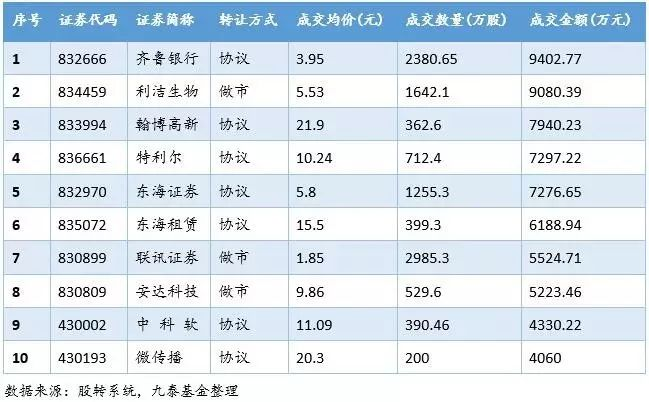 序号 证券代码 证券简称 转让方式 成交均价(元) 成交数量(万股) 成交金额(万元)
1 832666 齐鲁银行 协议 3.95 2380.65 9402.77
2 834459 利洁生物 做市 5.53 1642.1 9080.39
3 833994 翰博高新 协议 21.9 362.6 7940.23
4 836661 特利尔 协议 10.24 712.4 7297.22
5 832970 东海证券 协议 5.8 1255.3 7276.65
6 835072 东海租赁 协议 15.5 399.3 6188.94
7 830899 联讯证券 做市 1.85 2985.3 5524.71
8 830809 安达科技 做市 9.86 529.6 5223.46
9 430002 中 科 软 协议 11.09 390.46 4330.22
10 430193 微传播 协议 20.3 200 4060
数据来源：股转系统，九泰基金整理